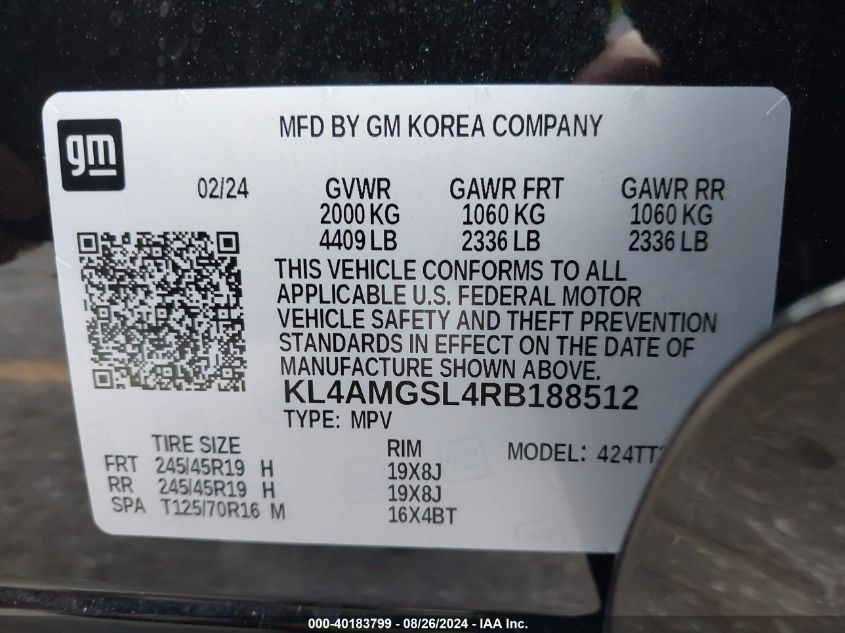 MFD BY GM KOREA COMPANY
gm
02/24 GVWR GAWR FRT GAWR RR
2000 KG 1060 KG 1060 KG
4409 LB 2336 LB 2336 LB
THIS VEHICLE CONFORMS TO ALL
APPLICABLE U.S. FEDERAL MOTOR
VEHICLE SAFETY AND THEFT PREVENTION
STANDARDS IN EFFECT ON THE DATE OF
MANUFACTURE SHOWN ABOVE.
KL4AMGSL4RB188512
TYPE: MPV
TIRE SIZE RIM MODEL:
FRT 245/45R19 H 19X8J
RR 245/45R19 H 19X8J
SPA T125/70R16 M 16X4BT
000-40183799 - 08/26/2024 - IAA Inc.